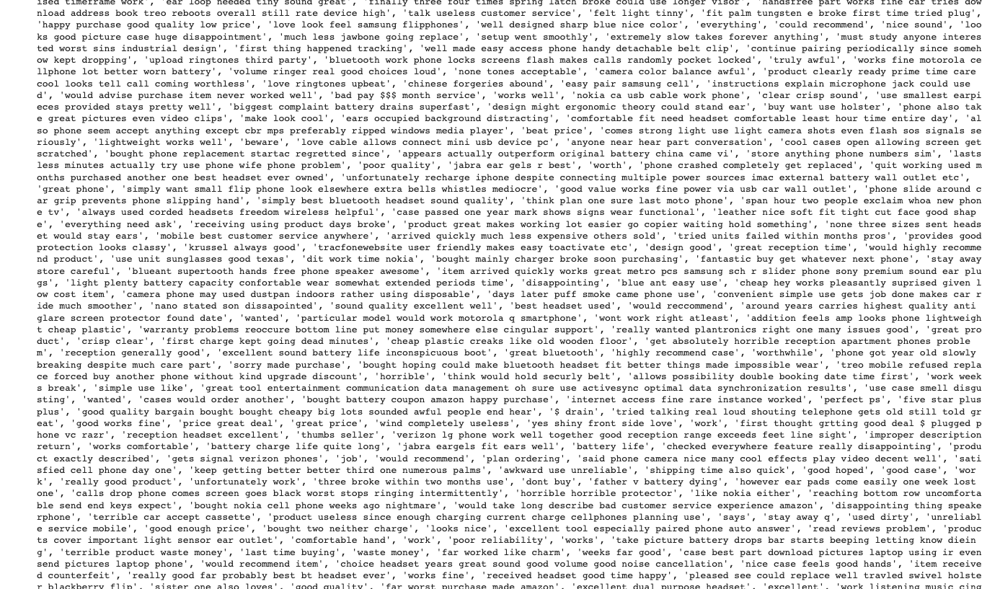 ised timeframe work', 'ear loop needed tiny sound great', 'finally three four times spring latch broke could use longer visor', 'handsfree part works fine car tries dow
nload address book treo reboots overall still rate device high', 'talk useless customer service', 'felt light tinny', 'fit palm tungsten e broke first time tried plug',
'happy purchase good quality low price', 'love look feel samsung flipphones', 'well designed sharp blue nice color', 'everything', 'could recommend', 'nice sound', 'loo
ks good picture case huge disappointment', 'much less jawbone going replace', 'setup went smoothly', 'extremely slow takes forever anything', 'must study anyone interes
ted worst sins industrial design', 'first thing happened tracking', 'well made easy access phone handy detachable belt clip', 'continue pairing periodically since someh
ow kept dropping', 'upload ringtones third party', 'bluetooth work phone locks screens flash makes calls randomly pocket locked', 'truly awful', 'works fine motorola ce
llphone lot better worn battery', 'volume ringer real good choices loud', 'none tones acceptable', 'camera color balance awful', 'product clearly ready prime time care
cool looks tell call coming worthless', 'love ringtones upbeat', 'chinese forgeries abound', 'easy pair samsung cell', 'instructions explain microphone jack could use
d', 'would advise purchase item never worked well', 'bad pay $$$ month service', 'works well', 'nokia ca usb cable work phone', 'clear crisp sound', 'use smallest earpi
eces provided stays pretty well', 'biggest complaint battery drains superfast', 'design might ergonomic theory could stand ear', 'buy want use holster', 'phone also tak
e great pictures even video clips', 'make look cool', 'ears occupied background distracting', 'comfortable fit need headset comfortable least hour time entire day', 'al
so phone seem accept anything except cbr mps preferably ripped windows media player', 'beat price', 'comes strong light use light camera shots even flash sos signals se
riously', 'lightweight works well', 'beware', 'love cable allows connect mini usb device pc', 'anyone near hear part conversation', 'cool cases open allowing screen get
scratched', 'bought phone replacement startac regretted since', 'appears actually outperform original battery china came vi', 'store anything phone numbers sim', 'lasts
less minutes actually try use phone wife phone problem', 'poor quality', 'jabra ear gels r best', 'worth', 'phone crashed completely get replaced', 'quit working used m
onths purchased another one best headset ever owned', 'unfortunately recharge iphone despite connecting multiple power sources imac external battery wall outlet etc',
'great phone', 'simply want small flip phone look elsewhere extra bells whistles mediocre', 'good value works fine power via usb car wall outlet', 'phone slide around c
ar grip prevents phone slipping hand', 'simply best bluetooth headset sound quality', 'think plan one sure last moto phone', 'span hour two people exclaim whoa new phon
e tv', 'always used corded headsets freedom wireless helpful', 'case passed one year mark shows signs wear functional', 'leather nice soft fit tight cut face good shap
e', 'everything need ask', 'receiving using product days broke', 'product great makes working lot easier go copier waiting hold something', 'none three sizes sent heads
et would stay ears', 'mobile best customer service anywhere', 'arrived quickly much less expensive others sold', 'tried units failed within months pros', 'provides good
protection looks classy', 'krussel always good', 'tracfonewebsite user friendly makes easy toactivate etc', 'design good', 'great reception time', 'would highly recomme
nd product', 'use unit sunglasses good texas', 'dit work time nokia', 'bought mainly charger broke soon purchasing', 'fantastic buy get whatever next phone', 'stay away
store careful', 'blueant supertooth hands free phone speaker awesome', 'item arrived quickly works great metro pcs samsung sch r slider phone sony premium sound ear plu
gs', 'light plenty battery capacity confortable wear somewhat extended periods time', 'disappointing', 'blue ant easy use', 'cheap hey works pleasantly suprised given l
ow cost item', 'camera phone may used dustpan indoors rather using disposable', 'days later puff smoke came phone use', 'convenient simple use gets job done makes car r
ide much smoother', 'nano stated son dissapointed', 'sound quality excellent well', 'best headset used', 'would reccommend', 'around years carries highest quality anti
glare screen protector found date', 'wanted', 'particular model would work motorola q smartphone', 'wont work right atleast', 'addition feels amp looks phone lightweigh
t cheap plastic', 'warranty problems reoccure bottom line put money somewhere else cingular support', 'really wanted plantronics right one many issues good', 'great pro
duct', 'crisp clear', 'first charge kept going dead minutes', 'cheap plastic creaks like old wooden floor', 'get absolutely horrible reception apartment phones proble
m', 'reception generally good', 'excellent sound battery life inconspicuous boot', 'great bluetooth', 'highly recommend case', 'worthwhile', 'phone got year old slowly
breaking despite much care part', 'sorry made purchase', 'bought hoping could make bluetooth headset fit better things made impossible wear', 'treo mobile refused repla
ce forced buy another phone without kind upgrade discount', 'horrible', 'think would hold securly belt', 'allows possibility double booking date time first', 'work week
s break', 'simple use like', 'great tool entertainment communication data management oh sure use activesync optimal data synchronization results', 'use case smell disgu
sting', 'wanted', 'cases would order another', 'bought battery coupon amazon happy purchase', 'internet access fine rare instance worked', 'perfect ps', 'five star plus
plus', 'good quality bargain bought bought cheapy big lots sounded awful people end hear', '$ drain', 'tried talking real loud shouting telephone gets old still told gr
eat', 'good works fine', 'price great deal', 'great price', 'wind completely useless', 'yes shiny front side love', 'work', 'first thought grtting good deal $ plugged p
hone vc razr', 'reception headset excellent', 'thumbs seller', 'verizon lg phone work well together good reception range exceeds feet line sight', 'improper description
return', 'works comfortable', 'battery charge life quite long', 'jabra eargels fit ears well', 'battery life', 'checked everywhere feature really disappointing', 'produ
ct exactly described', 'gets signal verizon phones', 'job', 'would recommend', 'plan ordering', 'said phone camera nice many cool effects play video decent well', 'sati
sfied cell phone day one', 'keep getting better better third one numerous palms', 'awkward use unreliable', 'shipping time also quick', 'good hoped', 'good case', 'wor
k', 'really good product', 'unfortunately work', 'three broke within two months use', 'dont buy', 'father v battery dying', 'however ear pads come easily one week lost
one', 'calls drop phone comes screen goes black worst stops ringing intermittently', 'horrible horrible protector', 'like nokia either', 'reaching bottom row uncomforta
ble send end keys expect', 'bought nokia cell phone weeks ago nightmare', 'would take long describe bad customer service experience amazon', 'disappointing thing speake
rphone', 'terrible car accept cassette', 'product useless since enough charging current charge cellphones planning use', 'says', 'stay away q', 'used dirty', 'unreliabl
e service mobile', 'good enough price', 'bought two neither charge', 'looks nice', 'excellent tool especially paired phone auto answer', 'read reviews problem', 'produc
ts cover important light sensor ear outlet', 'comfortable hand', 'work', 'poor reliability', 'works', 'take picture battery drops bar starts beeping letting know diein
g', 'terrible product waste money', 'last time buying', 'waste money', 'far worked like charm', 'weeks far good', 'case best part download pictures laptop using ir even
send pictures laptop phone', 'would recommend item', 'choice headset years great sound good volume good noise cancellation', 'nice case feels good hands', 'item receive
d counterfeit', 'really good far probably best bt headset ever', 'works fine', 'received headset good time happy', 'pleased see could replace well travled swivel holste
r blackberry flip', 'sister one also loves', 'good quality', 'far worst purchase made amazon', 'excellent dual purpose headset', 'excellent', 'work listening music cing